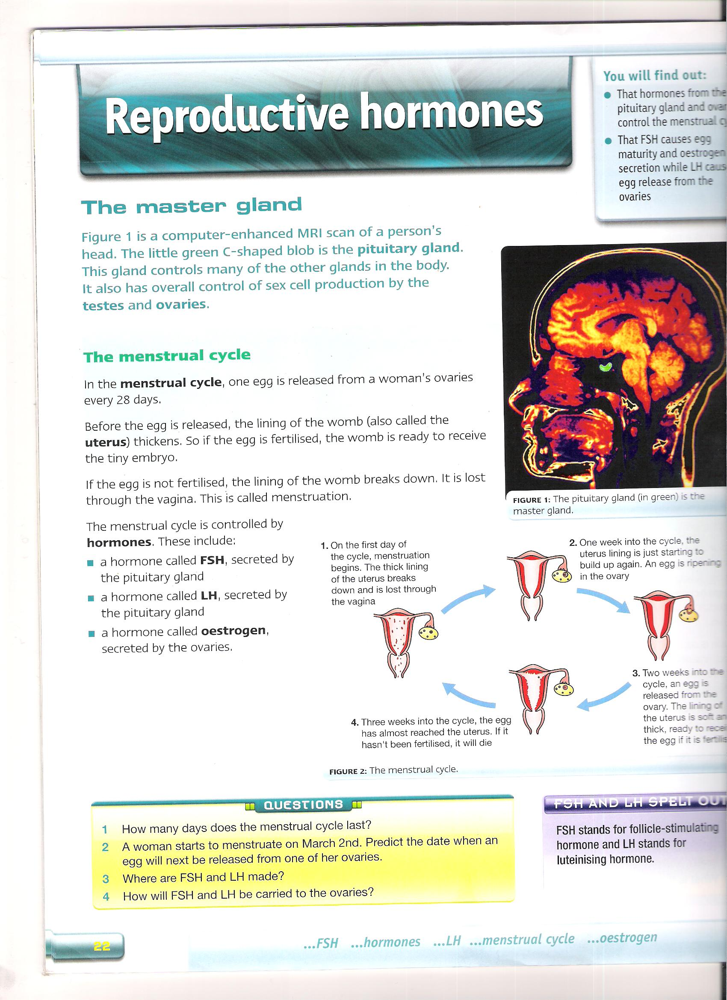 Reproductive hormones
You will find out:
That hormones from the
pituitary gland and
control the menstrual
That FSH causes egg
maturity and oestrogen
secretion while LH
egg release from the
ovaries
The master gland
Figure 1 is a computer-enhanced MRI scan of a person's
head. The little green C-shaped blob is the pituitary gland.
This gland controls many of the other glands in the body.
It also has overall control of sex cell production by the
testes and ovaries.
The menstrual cycle
In the menstrual cycle, one egg is released from a woman's ovaries
every 28 days.
Before the egg is released, the lining of the womb (also called the
uterus) thickens. So if the egg is fertilised, the womb is ready to receive
the tiny embryo.
If the egg is not fertilised, the lining of the womb breaks down. It is lost
through the vagina. This is called menstruation.
The menstrual cycle is controlled by
hormones. These include:
a hormone called FSH, secreted by
the pituitary gland
a hormone called LH, secreted by
the pituitary gland
a hormone called oestrogen,
secreted by the ovaries.
FIGURE 1: The pituitary gland (in green) is the
master gland.
1. On the first day of
the cycle, menstruation
begins. The thick lining
of the uterus breaks
down and is lost through
the vagina
2. One week into the cycle, the
uterus lining is just starting to
build up again. An egg is ripening
in the ovary
3. Two weeks into the
cycle, an egg is
released from the
ovary. The lining of
the uterus is soft
thick, ready to
the egg if it is
4. Three weeks into the cycle, the egg
has almost reached the uterus. If it
hasn't been fertilised, it will die
FIGURE 2: The menstrual cycle.
QUESTIONS
1 How many days does the menstrual cycle last?
2 A woman starts to menstruate on March 2nd. Predict the date when an
egg will next be released from one of her ovaries.
3 Where are FSH and LH made?
4 How will FSH and LH be carried to the ovaries?
FSH AND LH SPELT
FSH stands for follicle-stimulating
hormone and LH stands for
luteinising hormone.
22
...FSH ...hormones ...LH ...menstrual cycle ...oestrogen